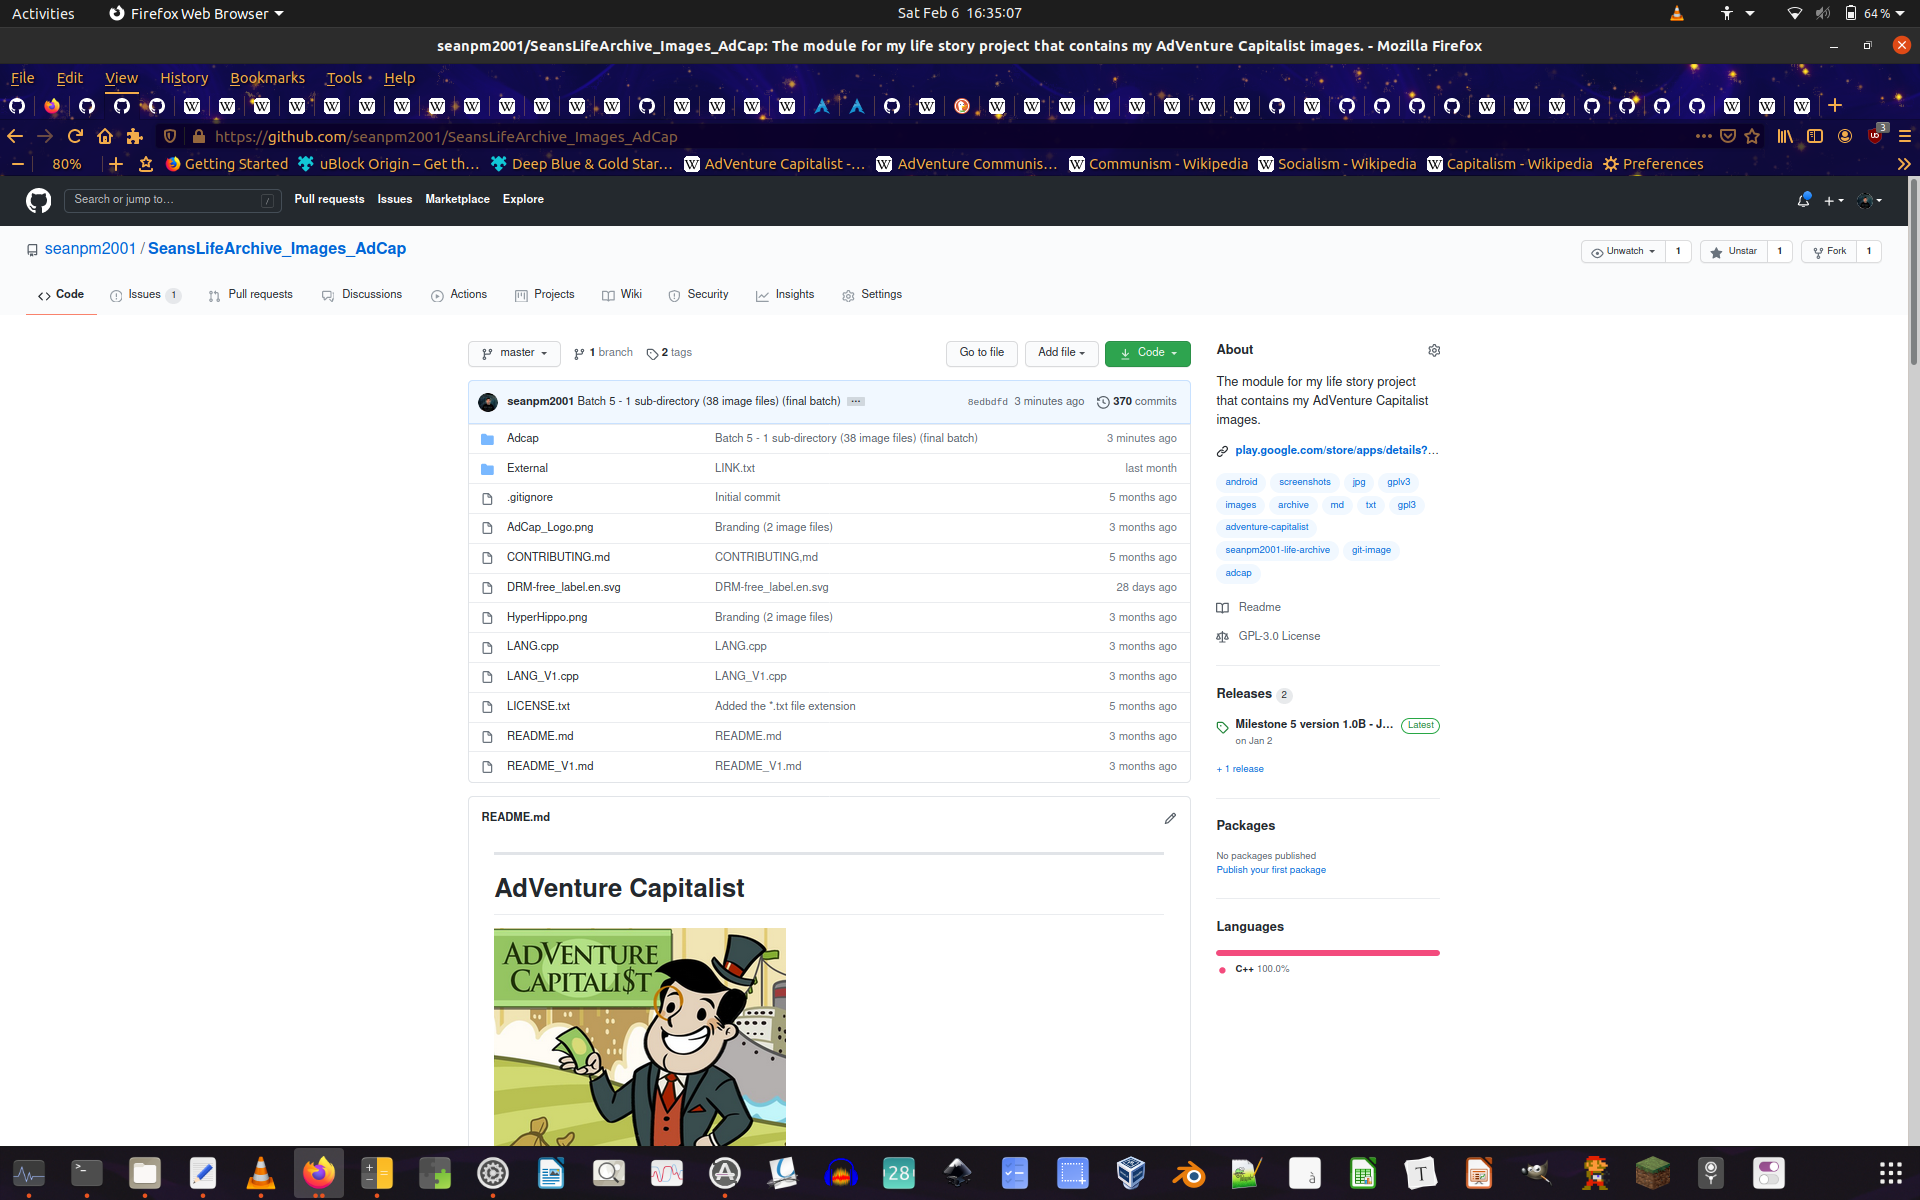 Activities Firefox Web Browser Sat Feb 6 16:35:07 64 %
seanpm2001/SeansLifeArchive_Images_AdCap: The module for my life story project that contains my AdVenture Capitalist images. - Mozilla Firefox
File Edit View History Bookmarks Tools Help
https://github.com/seanpm2001/SeansLifeArchive_Images_AdCap 3
80% Getting Started uBlock Origin – Get th… Deep Blue & Gold Star… AdVenture Capitalist -… AdVenture Communis… Communism - Wikipedia Socialism - Wikipedia Capitalism - Wikipedia Preferences
Search or jump to… / Pull requests Issues Marketplace Explore
seanpm2001 / SeansLifeArchive_Images_AdCap Unwatch 1 Unstar 1 Fork 1
Code Issues 1 Pull requests Discussions Actions Projects Wiki Security Insights Settings
master 1 branch 2 tags Go to file Add file Code
seanpm2001 Batch 5 - 1 sub-directory (38 image files) (final batch) 8edbdfd 3 minutes ago 370 commits
Adcap Batch 5 - 1 sub-directory (38 image files) (final batch) 3 minutes ago
External LINK.txt last month
.gitignore Initial commit 5 months ago
AdCap_Logo.png Branding (2 image files) 3 months ago
CONTRIBUTING.md CONTRIBUTING,md 5 months ago
DRM-free_label.en.svg DRM-free_label.en.svg 28 days ago
HyperHippo.png Branding (2 image files) 3 months ago
LANG.cpp LANG.cpp 3 months ago
LANG_V1.cpp LANG_V1.cpp 3 months ago
LICENSE.txt Added the *.txt file extension 5 months ago
README.md README.md 3 months ago
README_V1.md README_V1.md 3 months ago
README.md
AdVenture Capitalist
ADVENTURE
CAPITALI$T
About
The module for my life story project
that contains my AdVenture Capitalist
images.
play.google.com/store/apps/details?…
android screenshots jpg gplv3
images archive md txt gpl3
adventure-capitalist
seanpm2001-life-archive git-image
adcap
Readme
GPL-3.0 License
Releases 2
Milestone 5 version 1.0B - J… Latest
on Jan 2
+ 1 release
Packages
No packages published
Publish your first package
Languages
C++ 100.0%
28